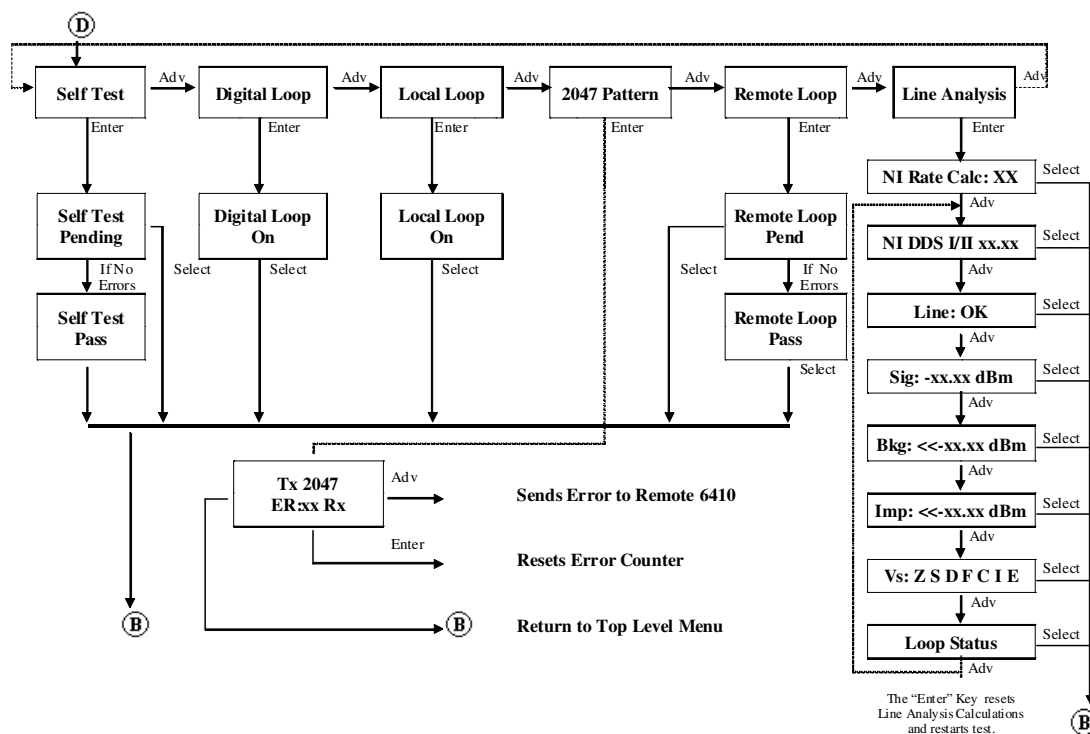 D
Adv
Adv
Adv
Adv
Adv
Adv
Self Test
Digital Loop
Local Loop
2047 Pattern
Remote Loop
Line Analysis
Enter
Enter
Enter
Enter
Enter
Enter
NI Rate Calc: XX
Select
Adv
Self Test
Pending
Digital Loop
On
Local Loop
On
Remote Loop
Pend
NI DDS I/II xx.xx
Select
Adv
If No
Errors
Select
Select
Select
Select
If No
Errors
Self Test
Pass
Remote Loop
Pass
Select
Line: OK
Select
Adv
Sig: -xx.xx dBm
Select
Adv
Bkg: <<-xx.xx dBm
Select
Adv
Imp: <<-xx.xx dBm
Select
Adv
Vs: Z S D F C I E
Select
Adv
Loop Status
Select
Adv
Tx 2047
ER:xx Rx
Adv
Sends Error to Remote 6410
Enter
Resets Error Counter
B
B
Return to Top Level Menu
The “Enter” Key resets
Line Analysis Calculations
and restarts test.
B